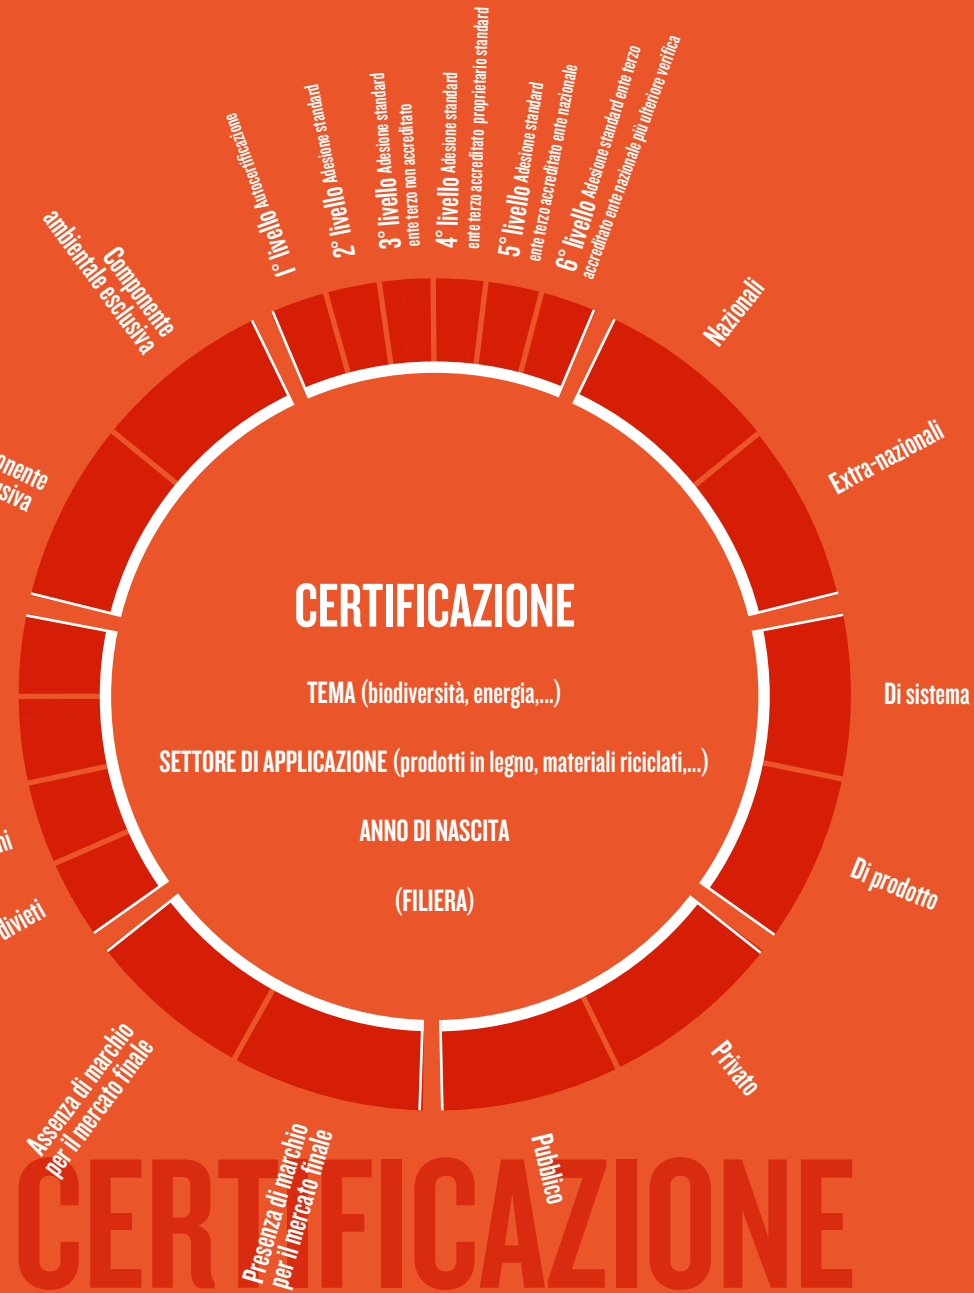 1° livello Autocertificazione
2° livello Adesione standard
3° livello Adesione standard
ente terzo non accreditato
4° livello Adesione standard
ente terzo accreditato proprietario standard
5° livello Adesione standard
ente terzo accreditato ente nazionale
6° livello Adesione standard ente terzo
accreditato ente nazionale più ulteriore verifica
Nazionali
Extra-nazionali
Di sistema
Di prodotto
Privato
Pubblico
Presenza di marchio
per il mercato finale
Assenza di marchio
per il mercato finale
divieti
Componente
ambientale esclusiva
CERTIFICAZIONE
TEMA (biodiversità, energia,...)
SETTORE DI APPLICAZIONE (prodotti in legno, materiali riciclati,...)
ANNO DI NASCITA
(FILIERA)
CERTIFICAZIONE